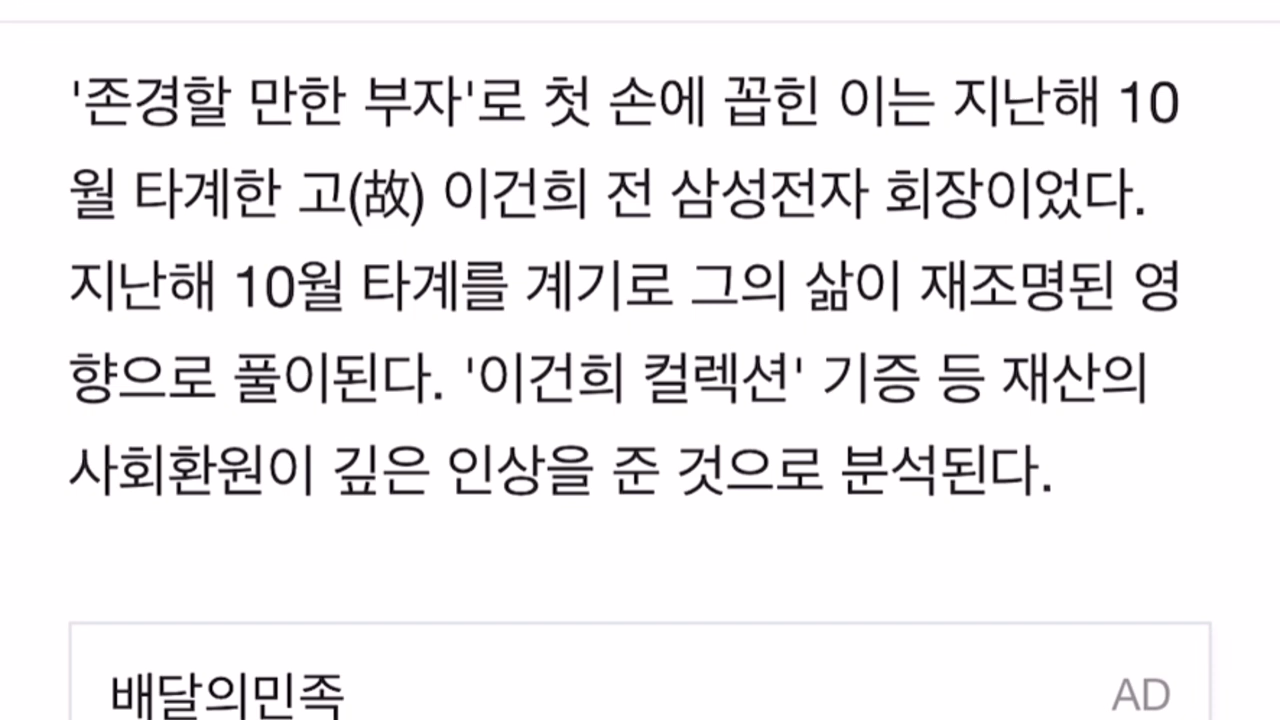 '존경할 만한 부자'로 첫 손에 꼽힌 이는 지난해 10
월 타계한 고(故) 이건희 전 삼성전자 회장이었다.
지난해 10월 타계를 계기로 그의 삶이 재조명된 영
향으로 풀이된다. '이건희 컬렉션' 기증 등 재산의
사회환원이 깊은 인상을 준 것으로 분석된다.
배달의민족 AD